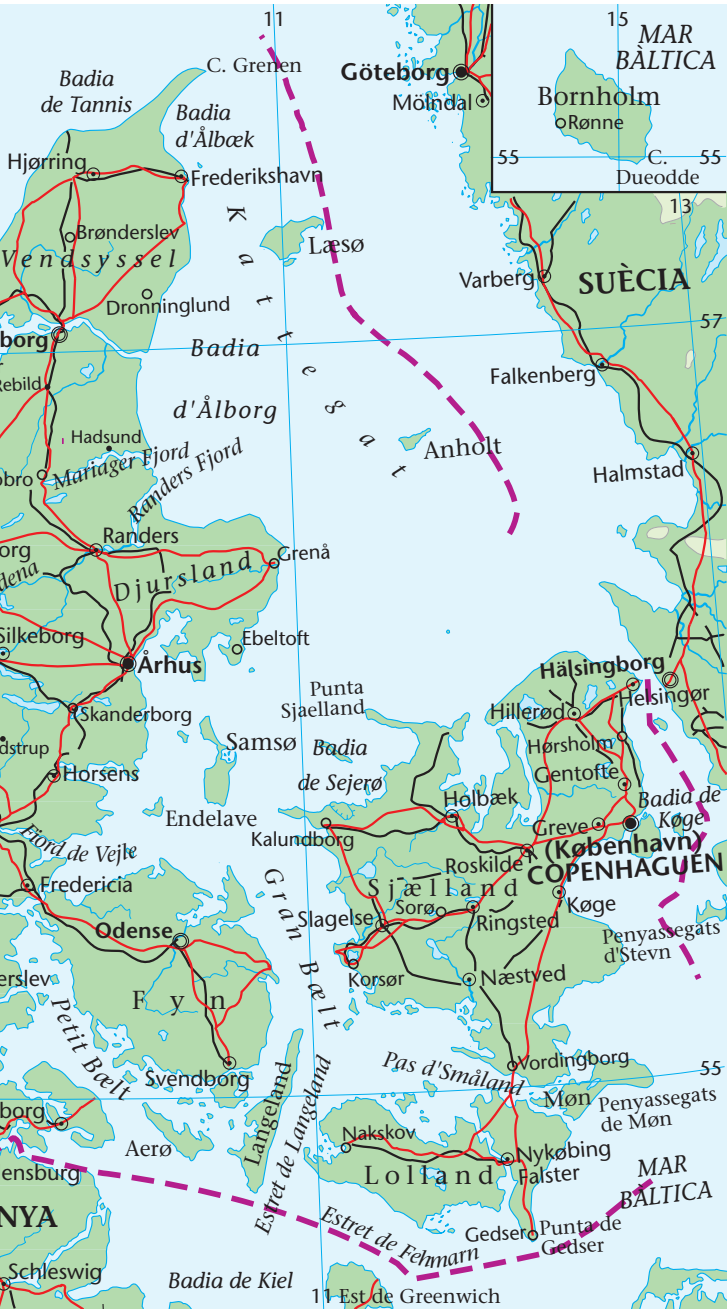 11
15
MAR
BÀLTICA
C. Grenen
Göteborg
Badia
de Tannis
Mölndal
Bornholm
Rønne
Badia
d'Ålbæk
Hjørring
Frederikshavn
55
55
C.
Dueodde
13
Kattegat
Brønderslev
Læsø
Vendsyssel
Varberg
SUÈCIA
Dronninglund
57
borg
Badia
d'Ålborg
Falkenberg
Rebild
Hadsund
Anholt
Mariager Fjord
Halmstad
obro
Randers Fjord
Randers
org
Grenå
Djursland
dena
Silkeborg
Ebeltoft
Århus
Hälsingborg
Helsingør
Punta
Sjaelland
Skanderborg
Hillerød
dstrup
Samsø
Badia
de Sejerø
Hørsholm
Horsens
Gentofte
Holbæk
Badia de
Køge
Endelave
Kalundborg
Greve
(København)
COPENHAGUEN
Fiord de Vejle
Roskilde
Fredericia
Gran Bælt
Sjælland
Sorø
Køge
Slagelse
Ringsted
Odense
Penyassegats
d'Stevn
Korsør
Næstved
erslev
Fyn
Petit Bælt
Vordingborg
55
Svendborg
Pas d'Småland
Møn
Penyassegats
de Møn
borg
Langeland
Estret de Langeland
Nakskov
Aerø
Nykøbing
Falster
ensburg
Lolland
MAR
BÀLTICA
NYA
Estret de Fehmarn
Gedser
Punta de
Gedser
Schleswig
Badia de Kiel
11 Est de Greenwich